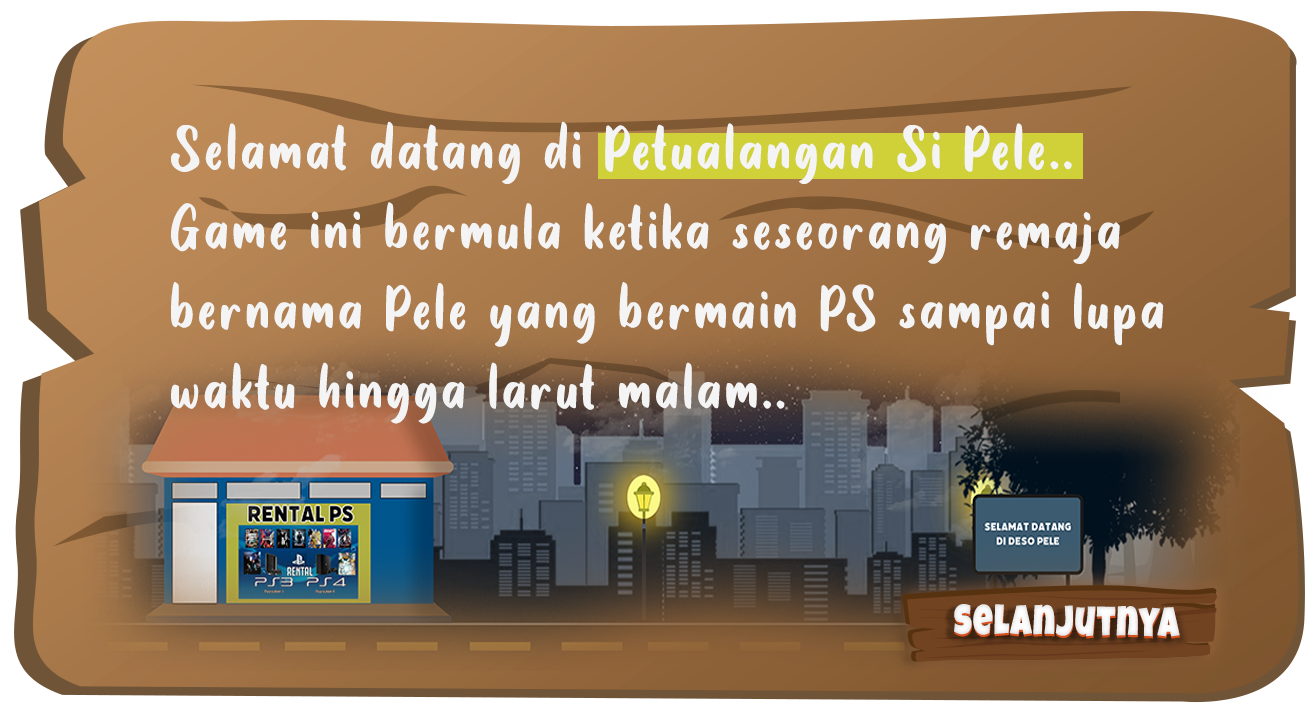 Selamat datang di Petualangan Si Pele..
Game ini bermula ketika seseorang remaja
bernama Pele yang bermain PS sampai lupa
waktu hingga larut malam..
RENTAL PS
RENTAL
PS3 PS4
SELAMAT DATANG
DI DESO PELE
SELANJUTNYA